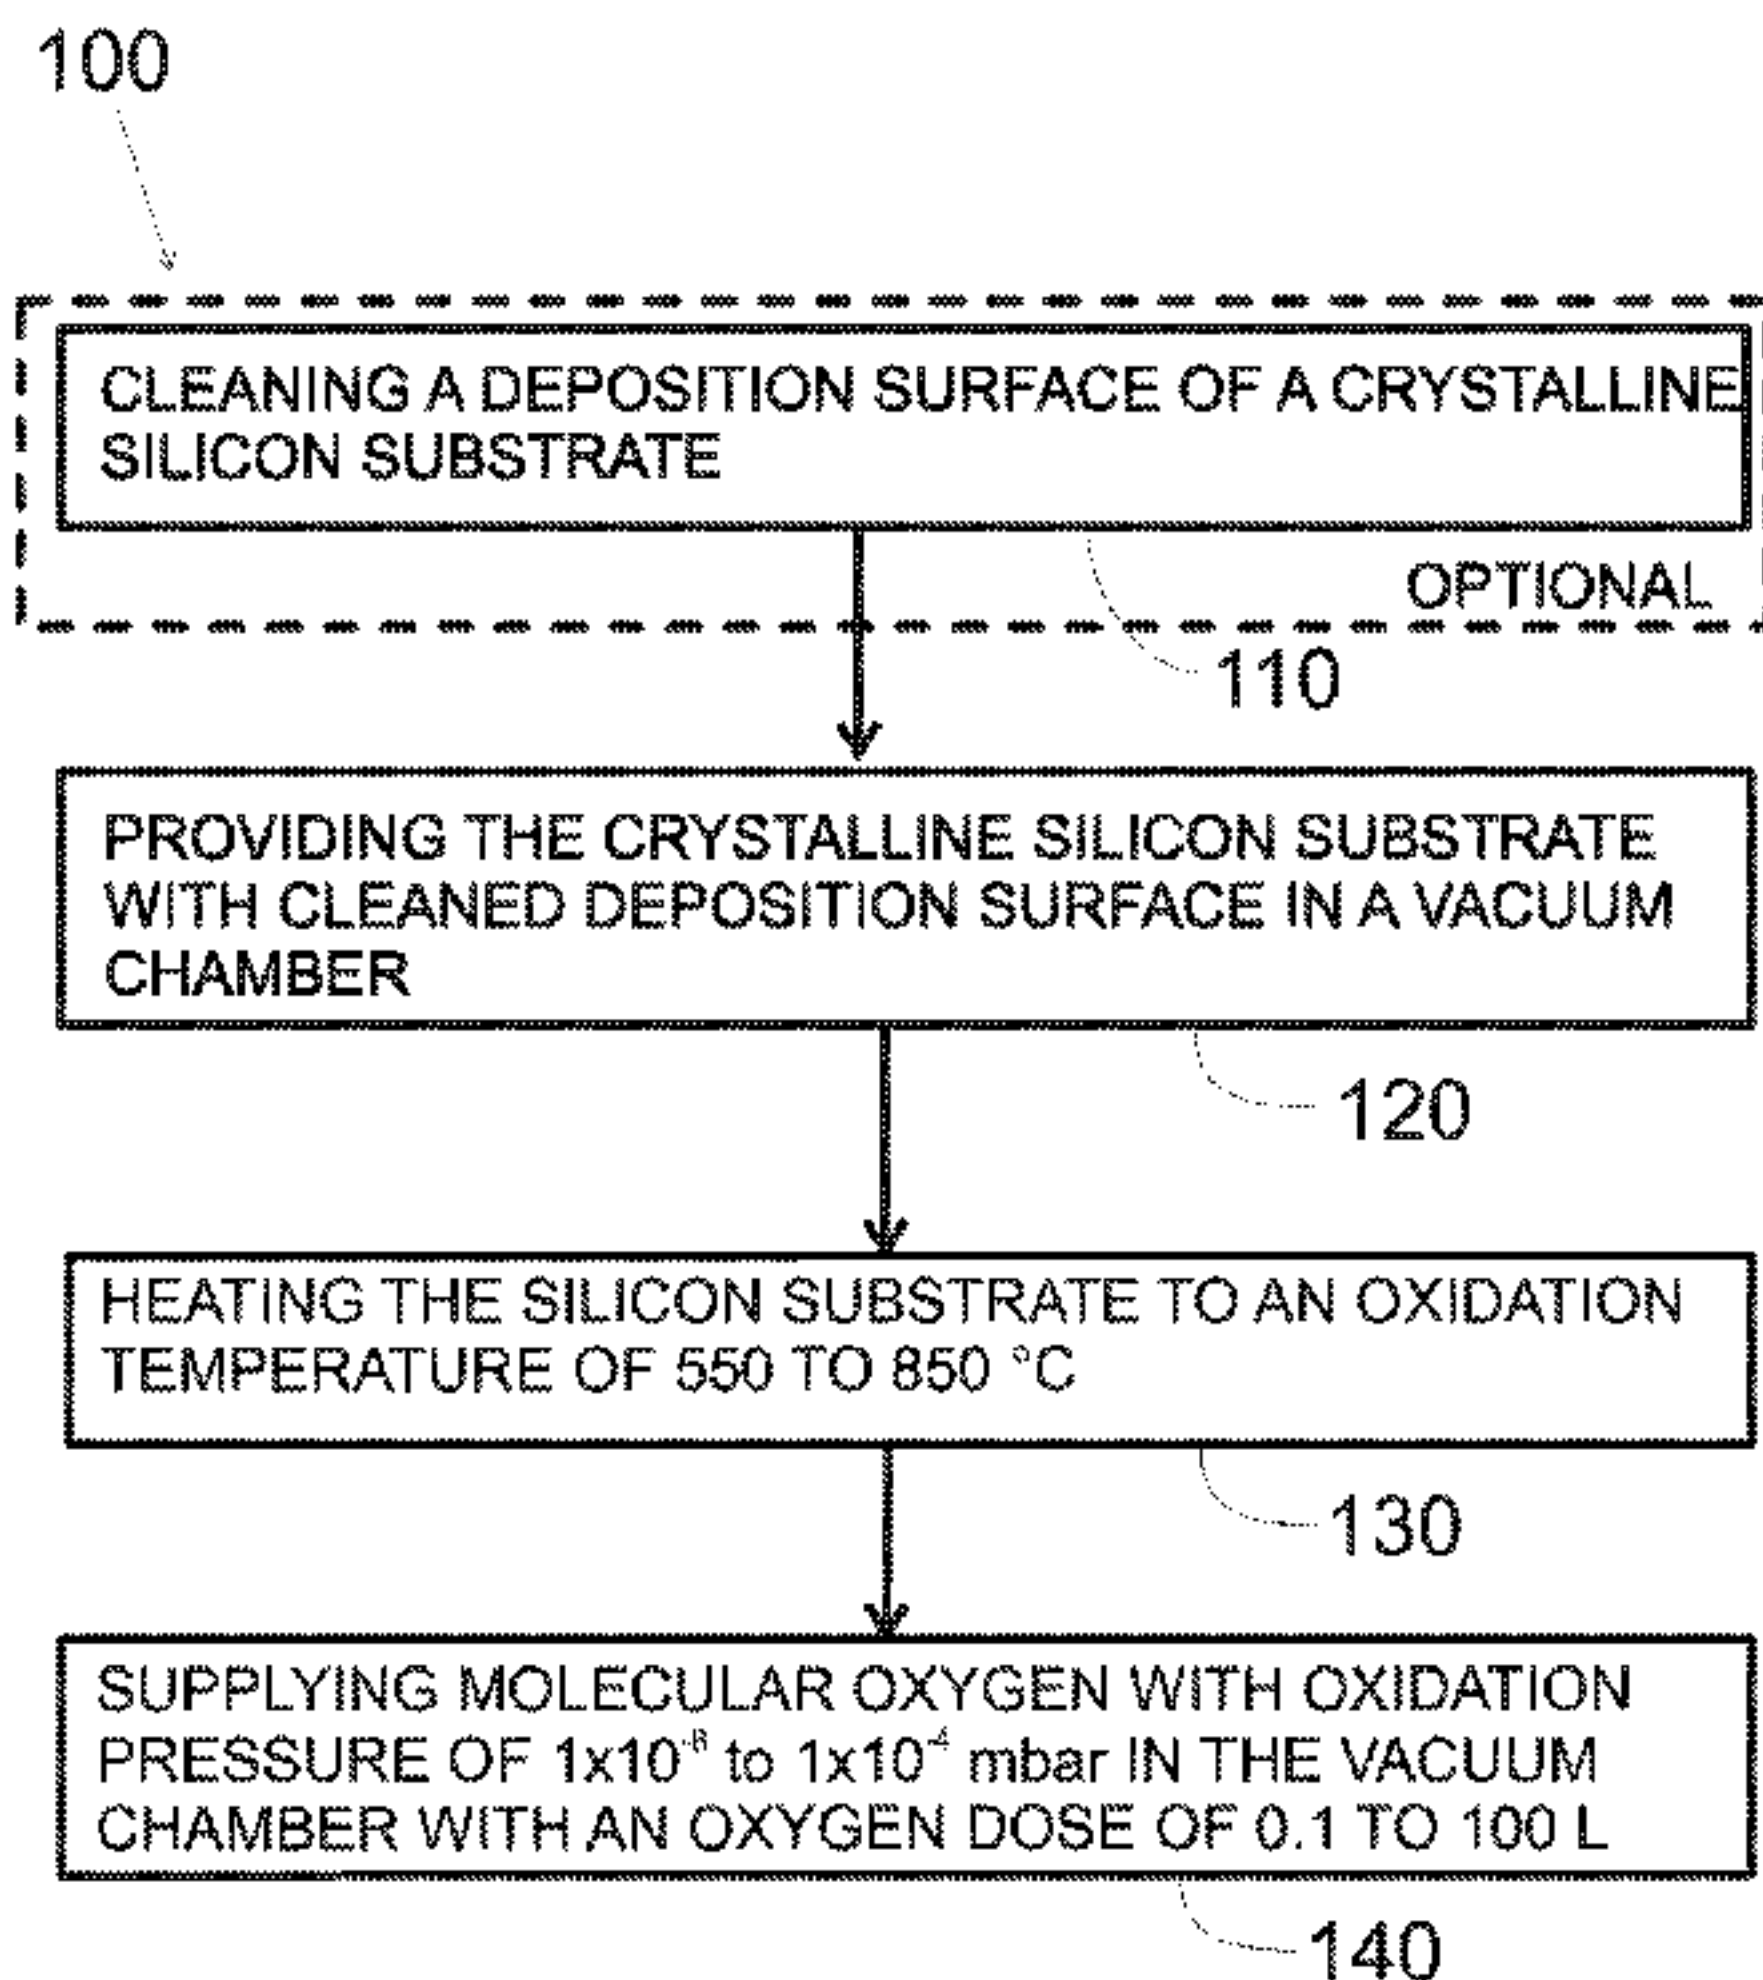 100
CLEANING A DEPOSITION SURFACE OF A CRYSTALLINE
SILICON SUBSTRATE
OPTIONAL
110
PROVIDING THE CRYSTALLINE SILICON SUBSTRATE
WITH CLEANED DEPOSITION SURFACE IN A VACUUM
CHAMBER
120
HEATING THE SILICON SUBSTRATE TO AN OXIDATION
TEMPERATURE OF 550 TO 850 °C
130
SUPPLYING MOLECULAR OXYGEN WITH OXIDATION
PRESSURE OF 1x10⁻⁸ to 1x10⁻⁴ mbar IN THE VACUUM
CHAMBER WITH AN OXYGEN DOSE OF 0.1 TO 100 L
140